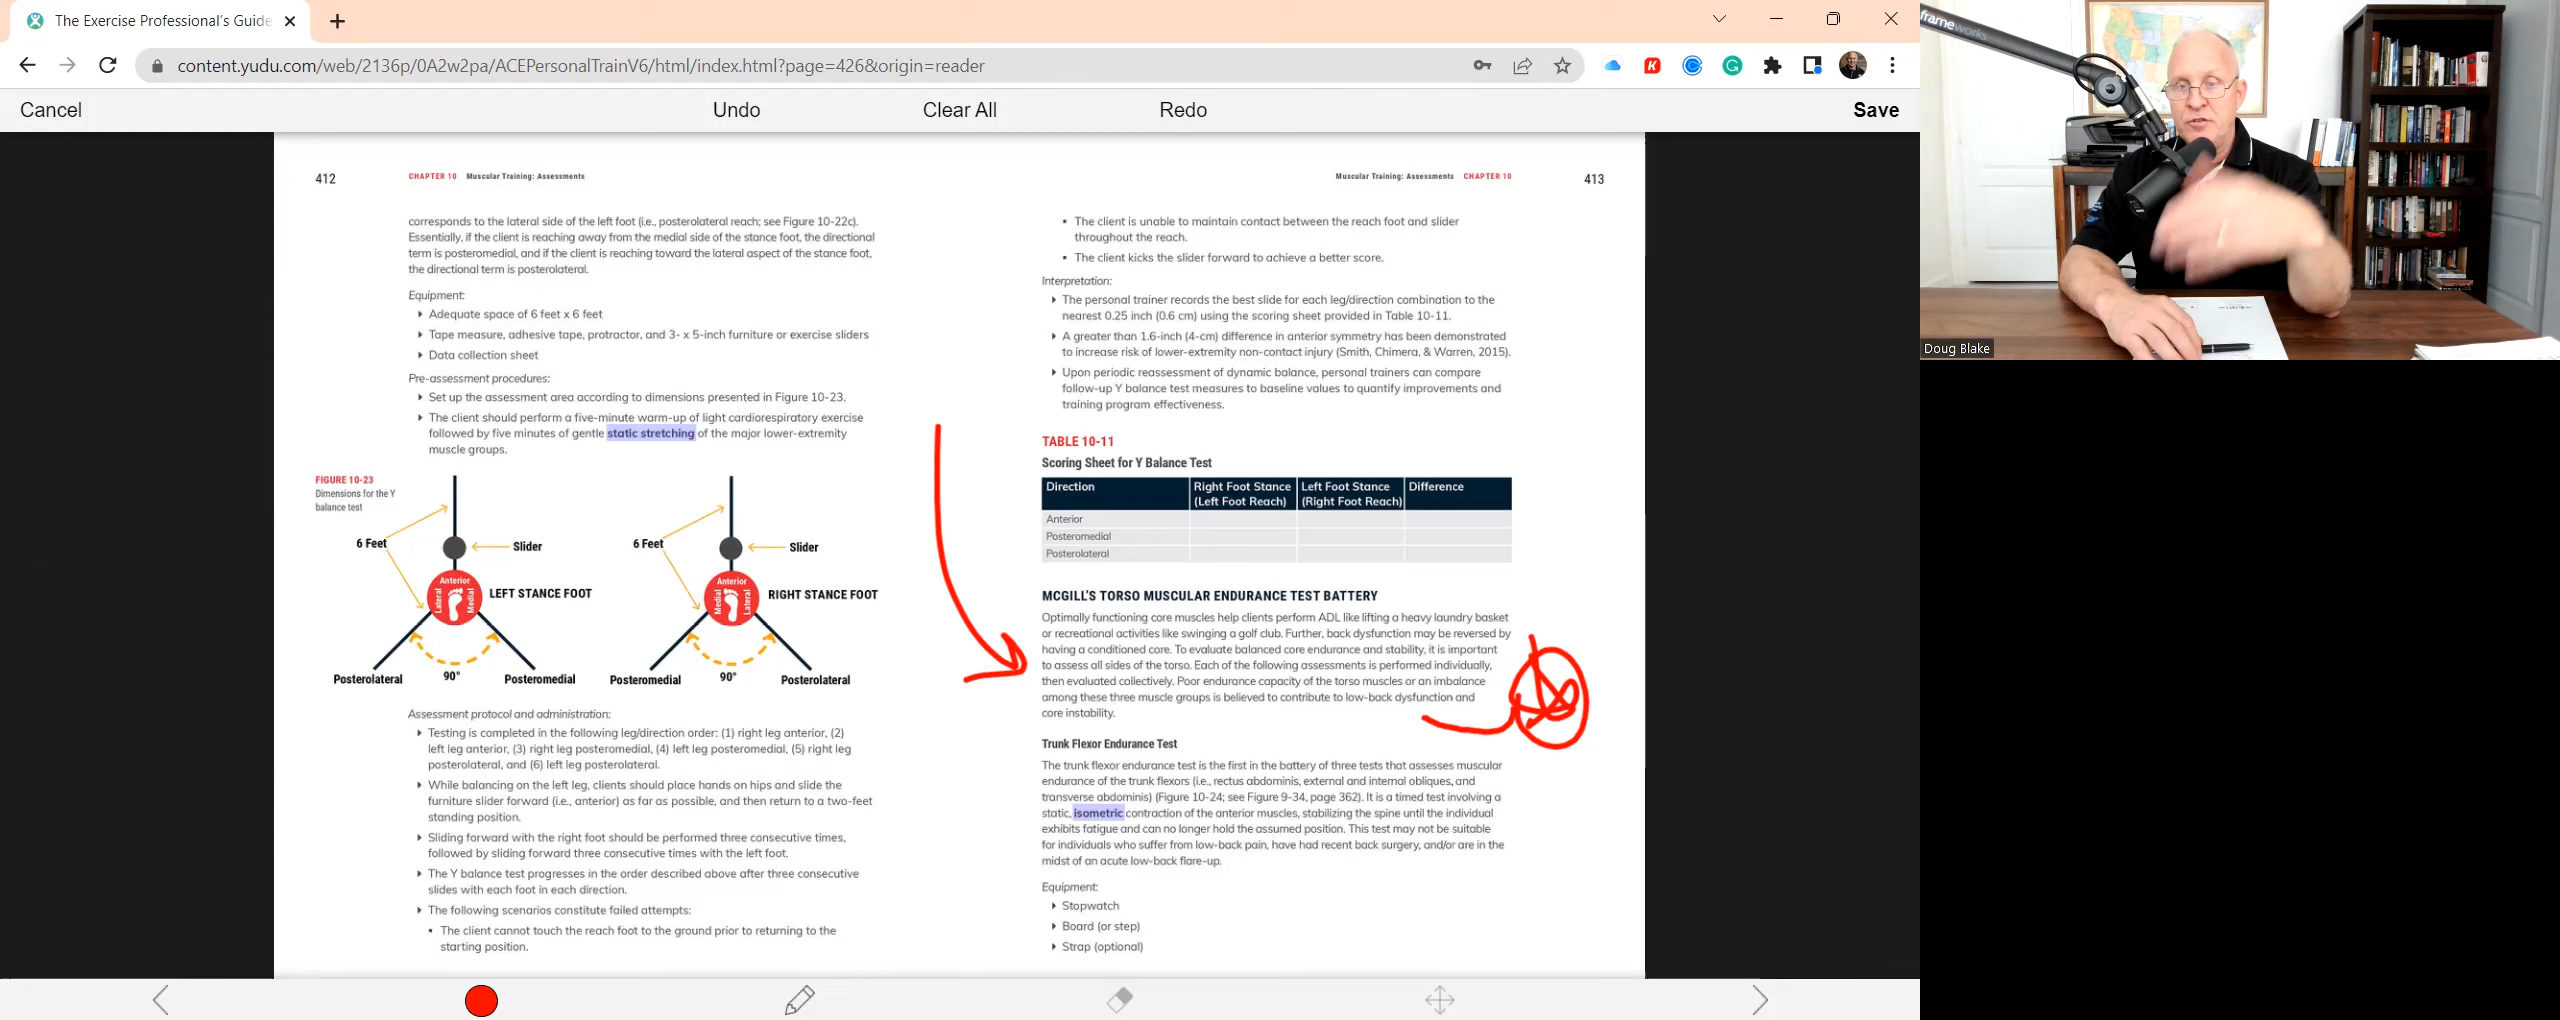 The Exercise Professional's Guide
content.yudu.com/web/2136p/0A2w2pa/ACEPersonalTrainV6/html/index.html?page=426&origin=reader
Cancel
Undo
Clear All
Redo
Save
412
CHAPTER 10 Muscular Training: Assessments
corresponds to the lateral side of the left foot (i.e., posterolateral reach; see Figure 10-22c).
Essentially, if the client is reaching away from the medial side of the stance foot, the directional
term is posteromedial, and if the client is reaching toward the lateral aspect of the stance foot,
the directional term is posterolateral.
Equipment:
Adequate space of 6 feet x 6 feet
Tape measure, adhesive tape, protractor, and 3- x 5-inch furniture or exercise sliders
Data collection sheet
Pre-assessment procedures:
Set up the assessment area according to dimensions presented in Figure 10-23.
The client should perform a five-minute warm-up of light cardiorespiratory exercise
followed by five minutes of gentle static stretching of the major lower-extremity
muscle groups.
FIGURE 10-23
Dimensions for the Y
balance test
6 Feet
Slider
Anterior
Lateral
Medial
LEFT STANCE FOOT
Posterolateral
90°
Posteromedial
6 Feet
Slider
Anterior
Medial
Lateral
RIGHT STANCE FOOT
Posteromedial
90°
Posterolateral
Assessment protocol and administration:
Testing is completed in the following leg/direction order: (1) right leg anterior, (2)
left leg anterior, (3) right leg posteromedial, (4) left leg posteromedial, (5) right leg
posterolateral, and (6) left leg posterolateral.
While balancing on the left leg, clients should place hands on hips and slide the
furniture slider forward (i.e., anterior) as far as possible, and then return to a two-feet
standing position.
Sliding forward with the right foot should be performed three consecutive times,
followed by sliding forward three consecutive times with the left foot.
The Y balance test progresses in the order described above after three consecutive
slides with each foot in each direction.
The following scenarios constitute failed attempts:
The client cannot touch the reach foot to the ground prior to returning to the
starting position.
Muscular Training: Assessments CHAPTER 10
413
The client is unable to maintain contact between the reach foot and slider
throughout the reach.
The client kicks the slider forward to achieve a better score.
Interpretation:
The personal trainer records the best slide for each leg/direction combination to the
nearest 0.25 inch (0.6 cm) using the scoring sheet provided in Table 10-11.
A greater than 1.6-inch (4-cm) difference in anterior symmetry has been demonstrated
to increase risk of lower-extremity non-contact injury (Smith, Chimera, & Warren, 2015).
Upon periodic reassessment of dynamic balance, personal trainers can compare
follow-up Y balance test measures to baseline values to quantify improvements and
training program effectiveness.
TABLE 10-11
Scoring Sheet for Y Balance Test
Direction
Right Foot Stance
(Left Foot Reach)
Left Foot Stance
(Right Foot Reach)
Difference
Anterior
Posteromedial
Posterolateral
MCGILL'S TORSO MUSCULAR ENDURANCE TEST BATTERY
Optimally functioning core muscles help clients perform ADL like lifting a heavy laundry basket
or recreational activities like swinging a golf club. Further, back dysfunction may be reversed by
having a conditioned core. To evaluate balanced core endurance and stability, it is important
to assess all sides of the torso. Each of the following assessments is performed individually,
then evaluated collectively. Poor endurance capacity of the torso muscles or an imbalance
among these three muscle groups is believed to contribute to low-back dysfunction and
core instability.
Trunk Flexor Endurance Test
The trunk flexor endurance test is the first in the battery of three tests that assesses muscular
endurance of the trunk flexors (i.e., rectus abdominis, external and internal obliques, and
transverse abdominis) (Figure 10-24; see Figure 9-34, page 362). It is a timed test involving a
static, isometric contraction of the anterior muscles, stabilizing the spine until the individual
exhibits fatigue and can no longer hold the assumed position. This test may not be suitable
for individuals who suffer from low-back pain, have had recent back surgery, and/or are in the
midst of an acute low-back flare-up.
Equipment:
Stopwatch
Board (or step)
Strap (optional)
frameworks
Doug Blake